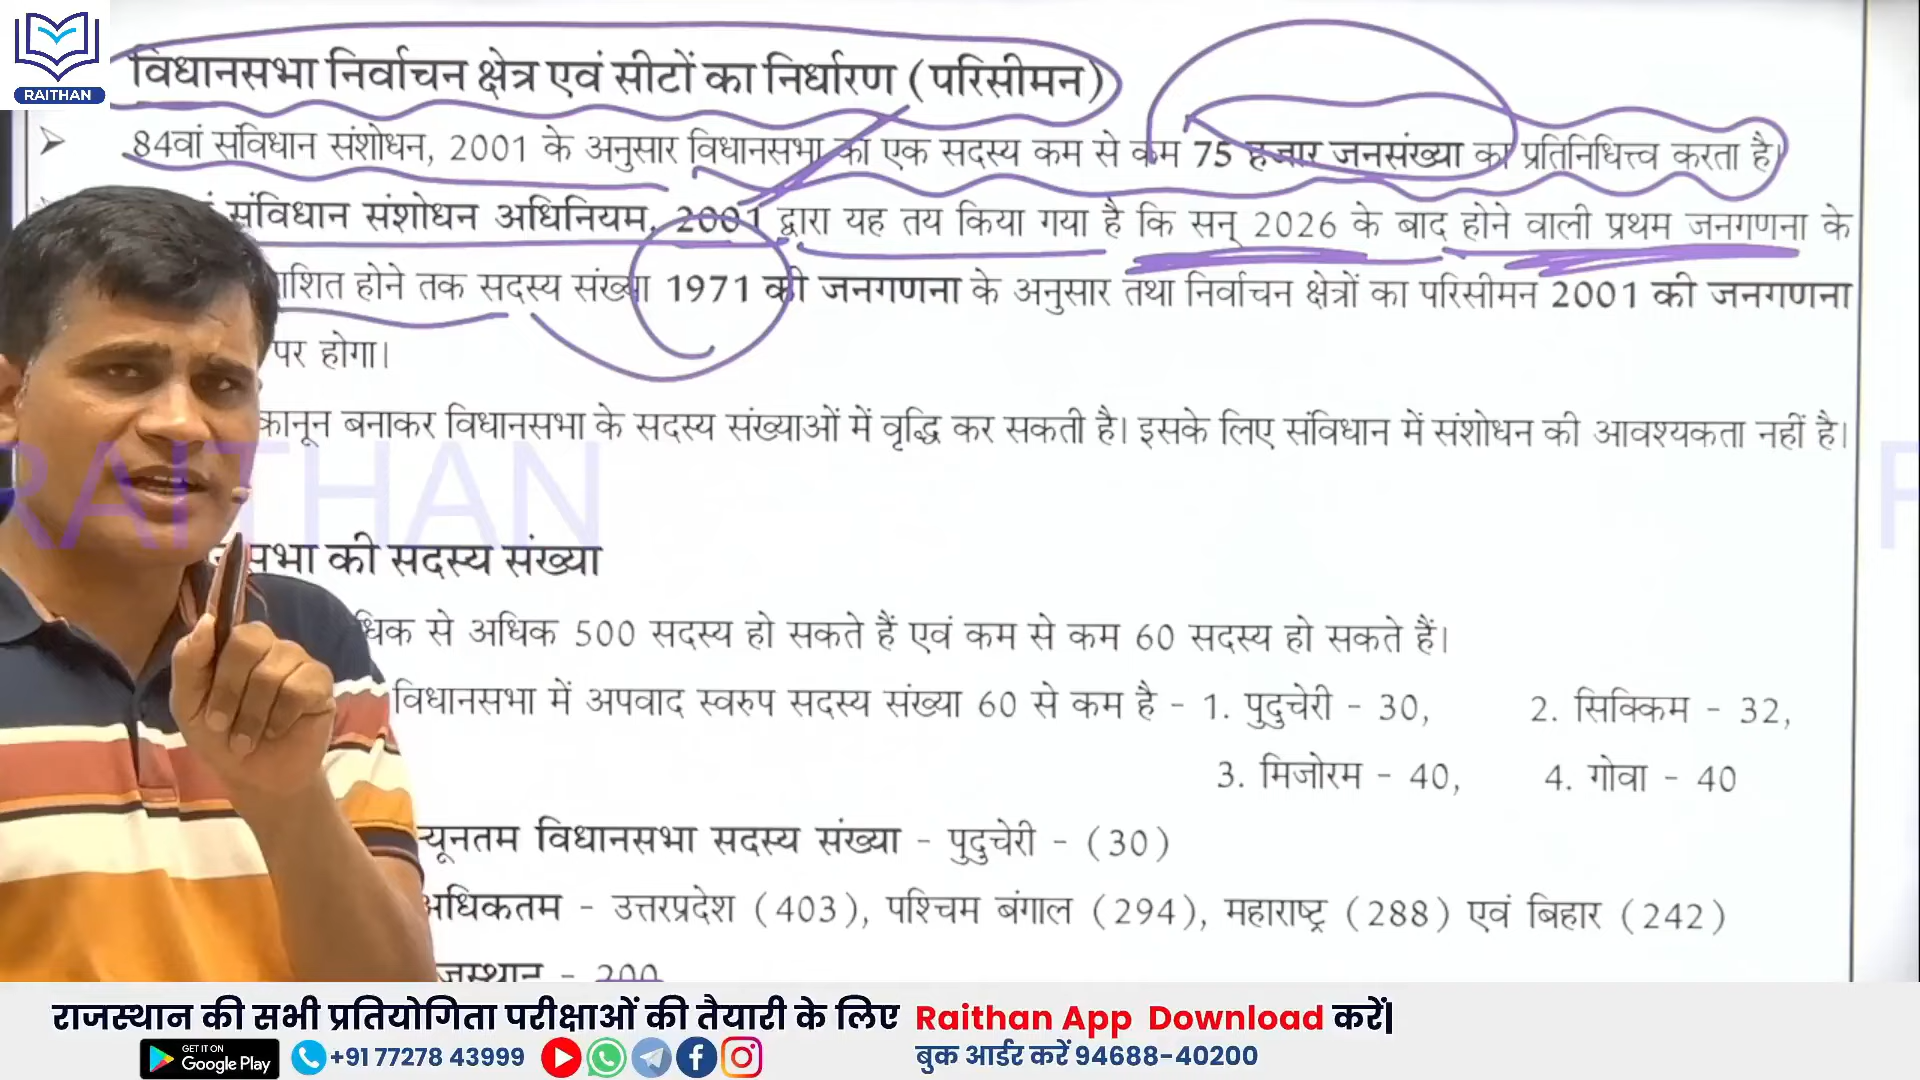 RAITHAN
विधानसभा निर्वाचन क्षेत्र एवं सीटों का निर्धारण (परिसीमन)
84वां संविधान संशोधन, 2001 के अनुसार विधानसभा का एक सदस्य कम से कम 75 हजार जनसंख्या का प्रतिनिधित्त्व करता है।
संविधान संशोधन अधिनियम, 2001 द्वारा यह तय किया गया है कि सन् 2026 के बाद होने वाली प्रथम जनगणना के
होने तक सदस्य संख्या 1971 की जनगणना के अनुसार तथा निर्वाचन क्षेत्रों का परिसीमन 2001 की जनगणना
पर होगा।
कानून बनाकर विधानसभा के सदस्य संख्याओं में वृद्धि कर सकती है। इसके लिए संविधान में संशोधन की आवश्यकता नहीं है।
RAITHAN
की सदस्य संख्या
से अधिक 500 सदस्य हो सकते हैं एवं कम से कम 60 सदस्य हो सकते हैं।
विधानसभा में अपवाद स्वरुप सदस्य संख्या 60 से कम है - 1. पुदुचेरी - 30, 2. सिक्किम - 32,
3. मिजोरम - 40, 4. गोवा - 40
न्यूनतम विधानसभा सदस्य संख्या - पुदुचेरी - (30)
अधिकतम - उत्तरप्रदेश (403), पश्चिम बंगाल (294), महाराष्ट्र (288) एवं बिहार (242)
- 200
राजस्थान की सभी प्रतियोगिता परीक्षाओं की तैयारी के लिए Raithan App Download करें|
GET IT ON
Google Play
+91 77278 43999
बुक आर्डर करें 94688-40200